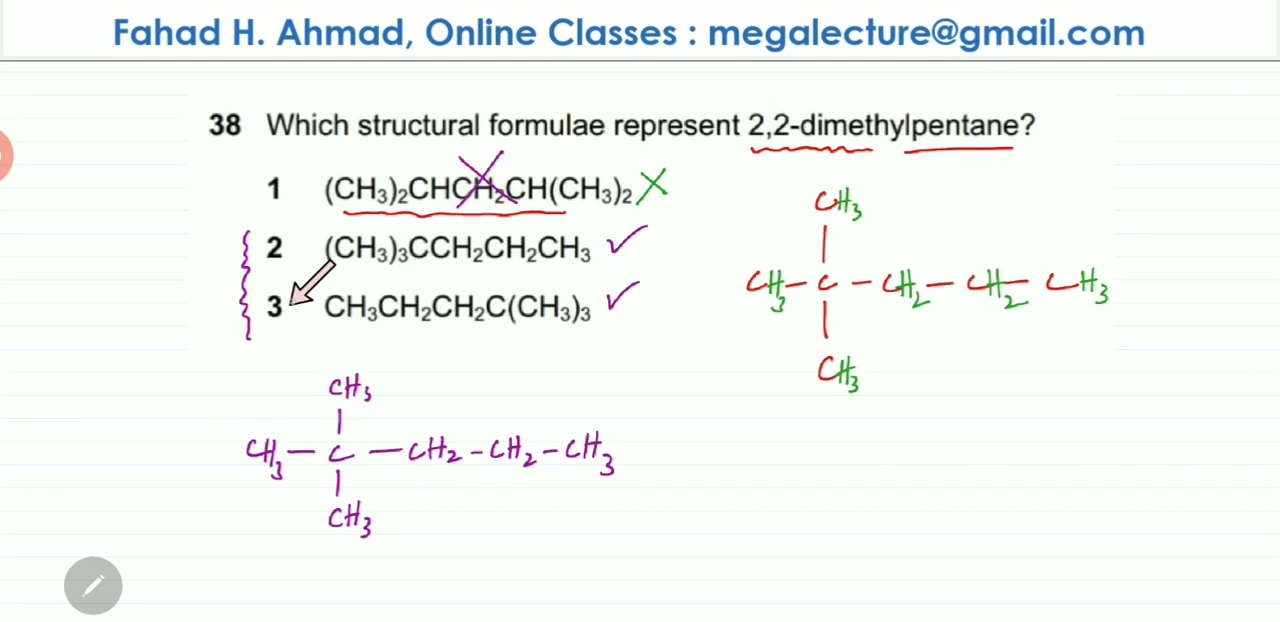 Fahad H. Ahmad, Online Classes : megalecture@gmail.com
38 Which structural formulae represent 2,2-dimethylpentane?
1 (CH₃)₂CHCH₂CH(CH₃)₂
2 (CH₃)₃CCH₂CH₂CH₃
3 CH₃CH₂CH₂C(CH₃)₃
CH₃
CH₃ – C – CH₂ – CH₂ – CH₃
CH₃
CH₃
CH₃ – C – CH₂ – CH₂ – CH₃
CH₃